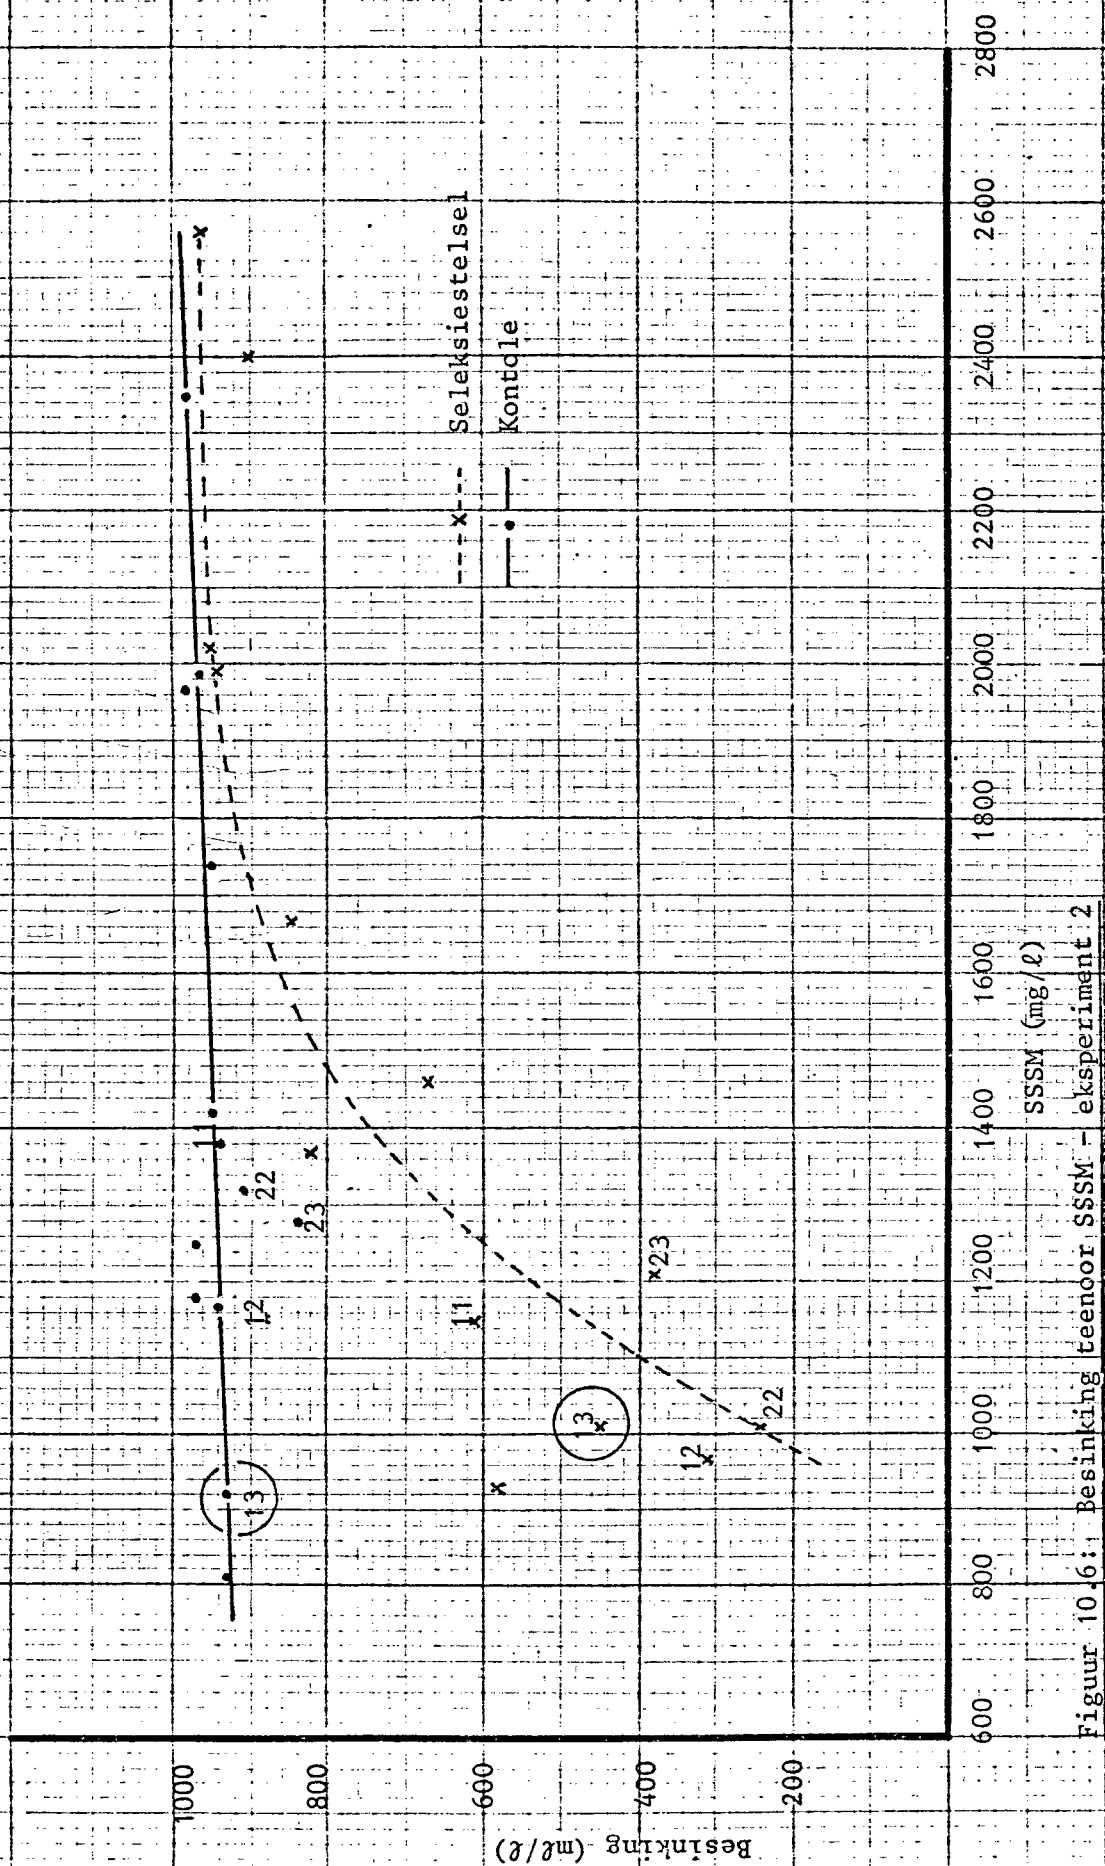 Besinking (mℓ/ℓ)
1000
800
600
400
200
---x--- Seleksiestelsel
Kontole
13
12
11
22
23
13
12
11
22
23
600 800 1000 1200 1400 1600 1800 2000 2200 2400 2600 2800
SSSM (mg/ℓ)
Figuur 10.6: Besinking teenoor SSSM - eksperiment 2